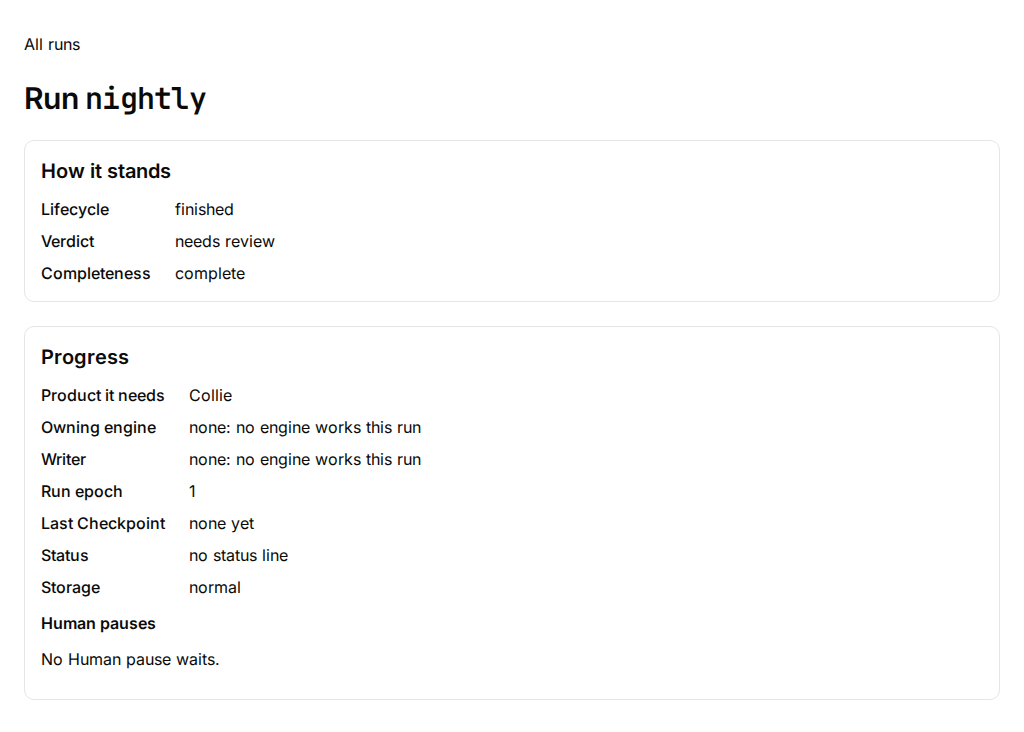 All runs
Run nightly
How it stands
Lifecycle finished
Verdict needs review
Completeness complete
Progress
Product it needs Collie
Owning engine none: no engine works this run
Writer none: no engine works this run
Run epoch 1
Last Checkpoint none yet
Status no status line
Storage normal
Human pauses
No Human pause waits.